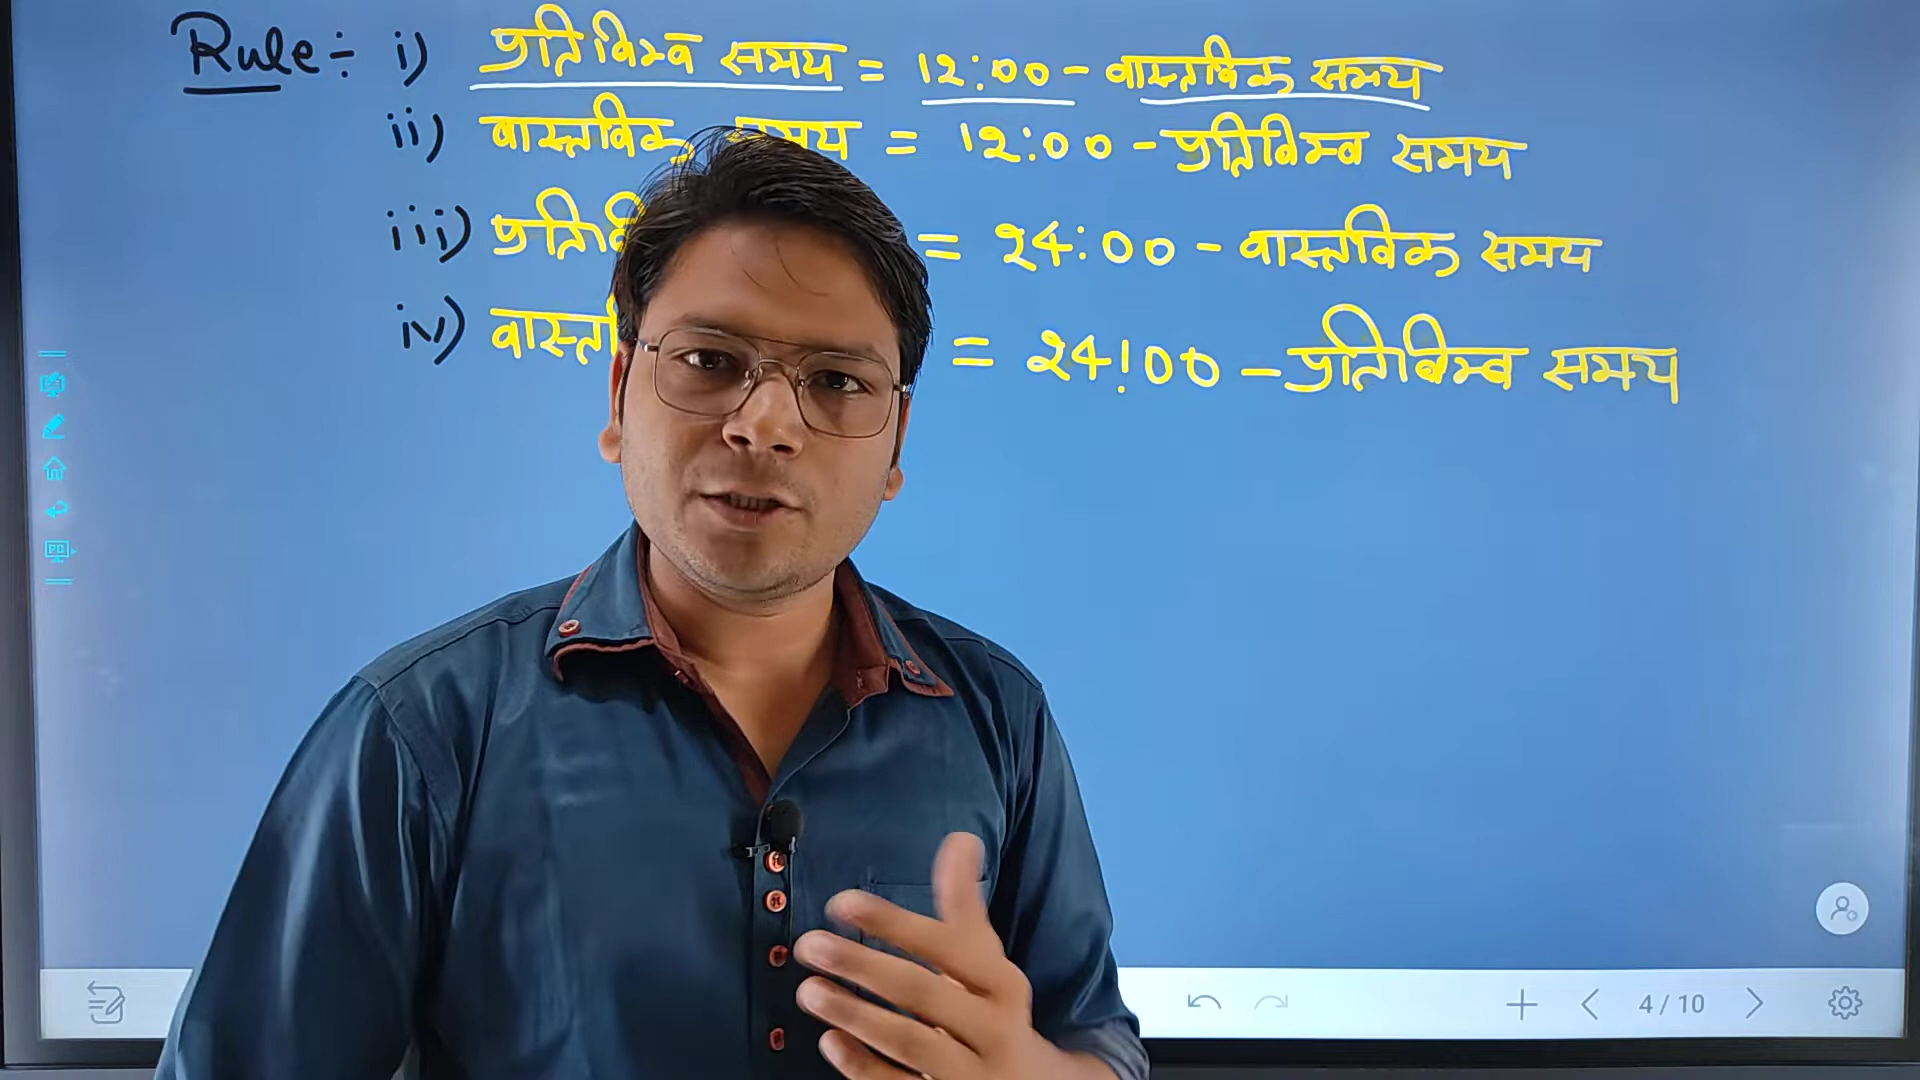 Rule÷ i) प्रतिबिम्ब समय = 12:00 - वास्तविक समय
ii) वास्तविक समय = 12:00 - प्रतिबिम्ब समय
iii) = 24:00 - वास्तविक समय
iv) = 24:00 - प्रतिबिम्ब समय
4/10